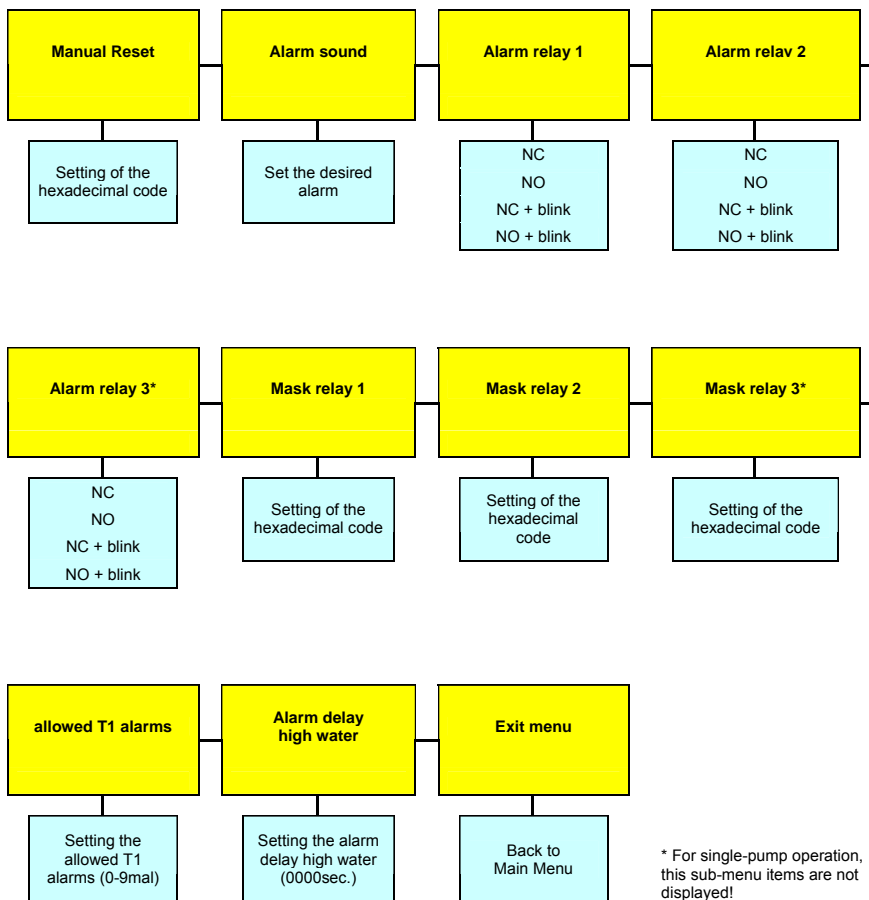 Manual Reset
Alarm sound
Alarm relay 1
Alarm relav 2
Setting of the
hexadecimal code
Set the desired
alarm
NC
NO
NC + blink
NO + blink
NC
NO
NC + blink
NO + blink
Alarm relay 3*
Mask relay 1
Mask relay 2
Mask relay 3*
NC
NO
NC + blink
NO + blink
Setting of the
hexadecimal code
Setting of the
hexadecimal
code
Setting of the
hexadecimal code
allowed T1 alarms
Alarm delay
high water
Exit menu
Setting the
allowed T1
alarms (0-9mal)
Setting the alarm
delay high water
(0000sec.)
Back to
Main Menu
* For single-pump operation,
this sub-menu items are not
displayed!